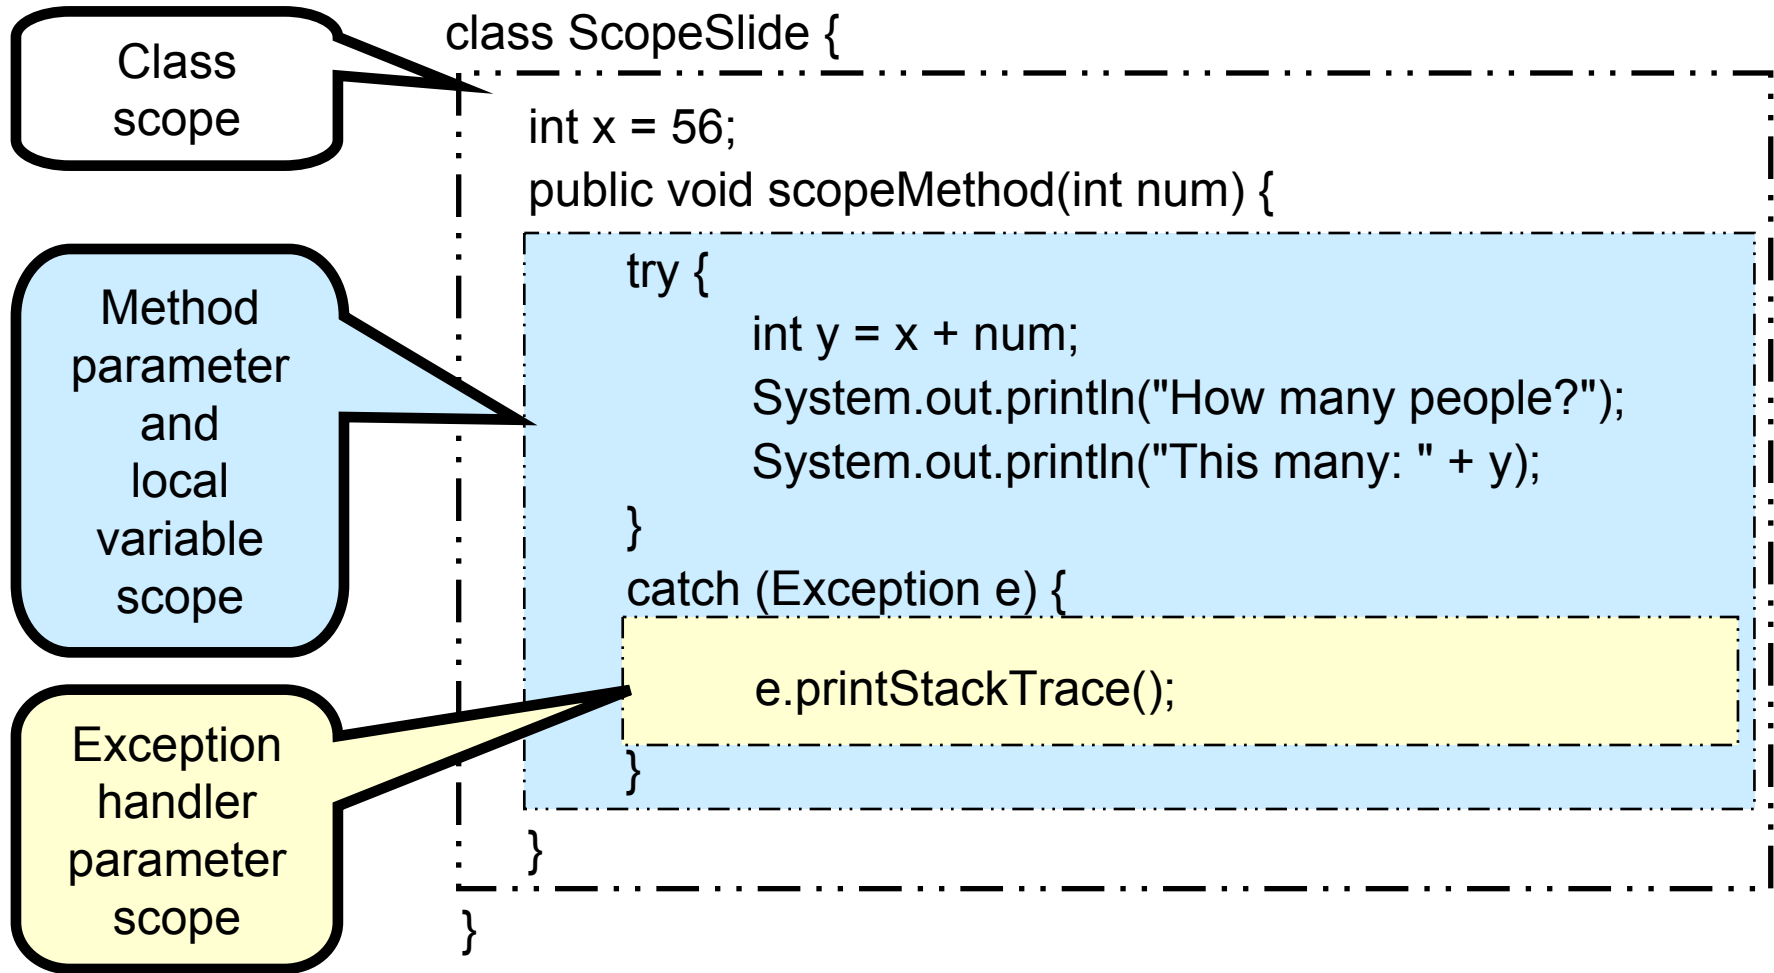 Class
scope
Method
parameter
and
local
variable
scope
Exception
handler
parameter
scope
class ScopeSlide {
int x = 56;
public void scopeMethod(int num) {
try {
int y = x + num;
System.out.println("How many people?");
System.out.println("This many: " + y);
}
catch (Exception e) {
e.printStackTrace();
}
}
}